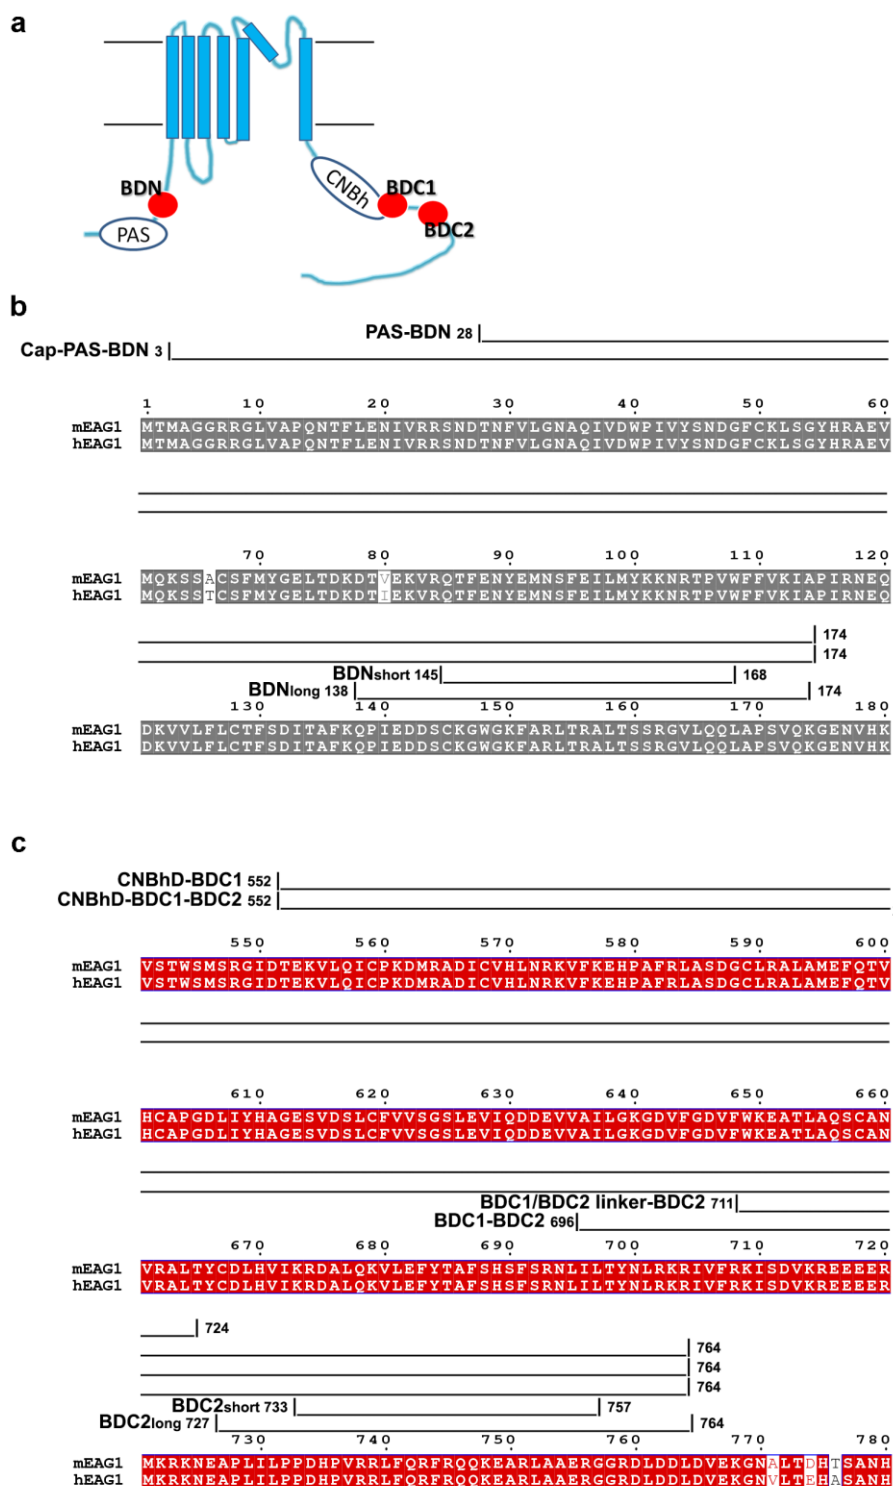 a
BDN
CNBh
BDC1
PAS
BDC2
b
PAS-BDN 28
Cap-PAS-BDN 3
1 10 20 30 40 50 60
mEAG1 MTMAGGRRGLVAPQNTFLENIVRRSNDTNFVLGNAQIVDWPIVYSNDGFCKLSGYHRAEV
hEAG1 MTMAGGRRGLVAPQNTFLENIVRRSNDTNFVLGNAQIVDWPIVYSNDGFCKLSGYHRAEV
70 80 90 100 110 120
mEAG1 MQKSSACSFMYGELTDKDTVEKVRQTFENYEMNSFEILMYKKNRTPVWFFVKIAPIRNEQ
hEAG1 MQKSSTCSFMYGELTDKDTIEKVRQTFENYEMNSFEILMYKKNRTPVWFFVKIAPIRNEQ
174
174
BDNshort 145 168
BDNlong 138 174
130 140 150 160 170 180
mEAG1 DKVVLFLCTFSDITAFKQPIEDDSCKGWGKFARLTRALTSSRGVLQQLAPSVQKGENVHK
hEAG1 DKVVLFLCTFSDITAFKQPIEDDSCKGWGKFARLTRALTSSRGVLQQLAPSVQKGENVHK
c
CNBhD-BDC1 552
CNBhD-BDC1-BDC2 552
550 560 570 580 590 600
mEAG1 VSTWSMSRGIDTEKVLQICPKDMRADICVHLNRKVFKEHPAFRLASDGCLRALAMEFQTV
hEAG1 VSTWSMSRGIDTEKVLQICPKDMRADICVHLNRKVFKEHPAFRLASDGCLRALAMEFQTV
610 620 630 640 650 660
mEAG1 HCAPGDLIYHAGESVDSLCFVVSGSLEVIQDDEVVAILGKGDVFGDVFWKEATLAQSCAN
hEAG1 HCAPGDLIYHAGESVDSLCFVVSGSLEVIQDDEVVAILGKGDVFGDVFWKEATLAQSCAN
BDC1/BDC2 linker-BDC2 711
BDC1-BDC2 696
670 680 690 700 710 720
mEAG1 VRALTYCDLHVIKRDALQKVLEFYTAFSHSFSRNLILTYNLRKRIVFRKISDVKREEEER
hEAG1 VRALTYCDLHVIKRDALQKVLEFYTAFSHSFSRNLILTYNLRKRIVFRKISDVKREEEER
724
764
764
764
BDC2short 733 757
BDC2long 727 764
730 740 750 760 770 780
mEAG1 MKRKNEAPLILPPDHPVRRLFQRFRQQKEARLAAERGGRDLDDLDVEKGNALTDHTSANH
hEAG1 MKRKNEAPLILPPDHPVRRLFQRFRQQKEARLAAERGGRDLDDLDVEKGNVLTEHASANH